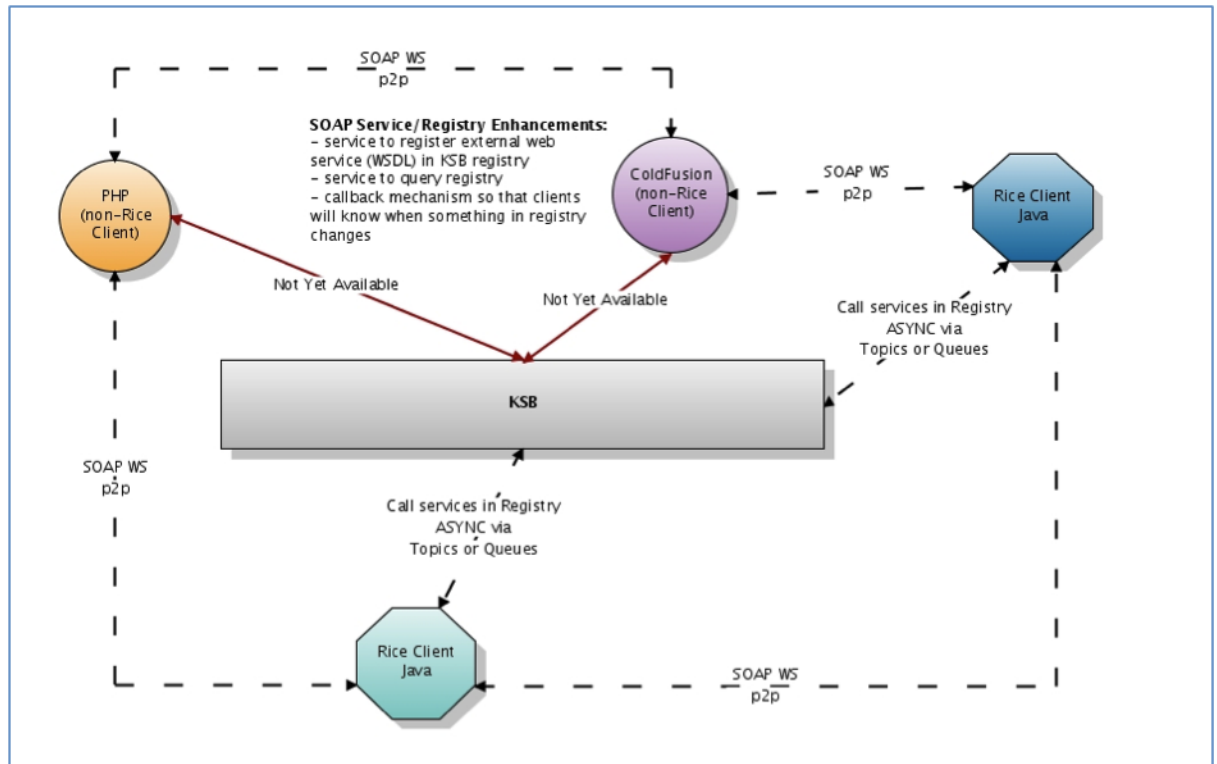 SOAP WS
p2p
SOAP Service/Registry Enhancements:
– service to register external web
service (WSDL) in KSB registry
– service to query registry
– callback mechanism so that clients
will know when something in registry
changes
PHP
(non–Rice
Client)
ColdFusion
(non–Rice
Client)
SOAP WS
p2p
Rice Client
Java
Not Yet Available
Not Yet Available
Call services in Registry
ASYNC via
Topics or Queues
KSB
SOAP WS
p2p
Call services in Registry
ASYNC via
Topics or Queues
Rice Client
Java
SOAP WS
p2p